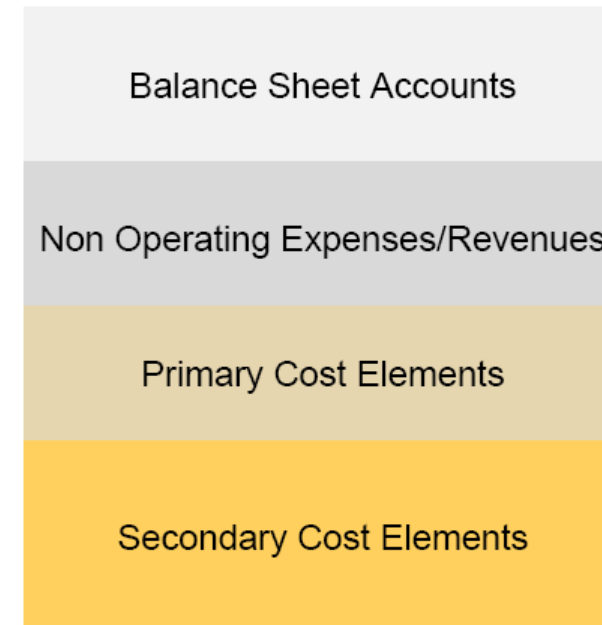 Balance Sheet Accounts
Non Operating Expenses/Revenues
Primary Cost Elements
Secondary Cost Elements